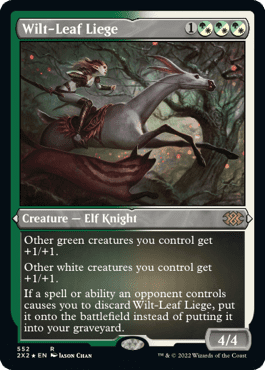 Wilt-Leaf Liege 1
Creature — Elf Knight
Other green creatures you control get
+1/+1.
Other white creatures you control get
+1/+1.
If a spell or ability an opponent controls
causes you to discard Wilt-Leaf Liege, put
it onto the battlefield instead of putting it
into your graveyard.
4/4
552 R
2X2 ★ EN Jason Chan
™ & © 2022 Wizards of the Coast